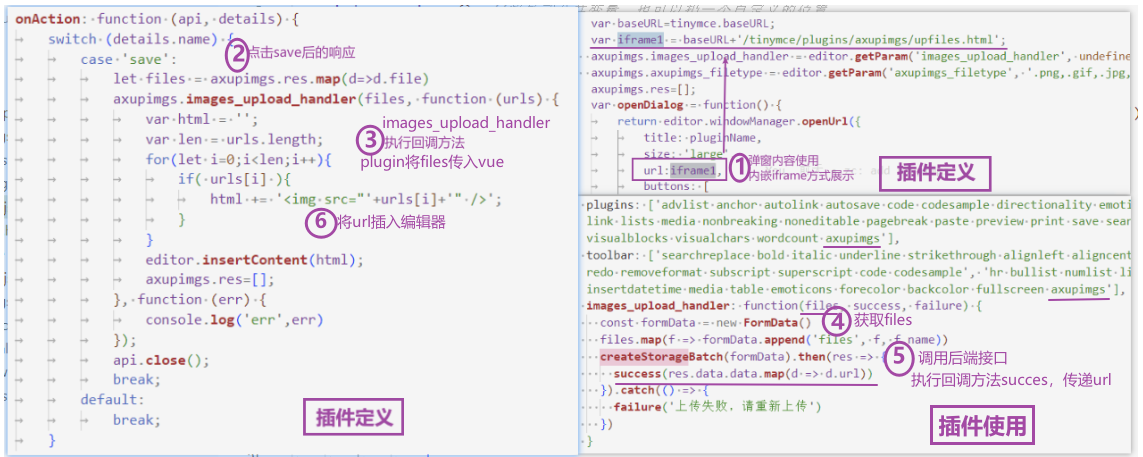 onAction: function (api, details) {
switch (details.name) {
② 点击save后的响应
case 'save':
let files = axupimgs.res.map(d=>d.file)
axupimgs.images_upload_handler(files, function (urls) {
var html = '';
images_upload_handler
var len = urls.length;
③ 执行回调方法
for(let i=0;i<len;i++){
plugin将files传入vue
if( urls[i] ){
html += '<img src="'+urls[i]+'" />';
}
⑥ 将url插入编辑器
}
editor.insertContent(html);
axupimgs.res=[];
}, function (err) {
console.log('err',err)
});
api.close();
break;
default:
插件定义
break;
}
var baseURL=tinymce.baseURL;
var iframe1 = baseURL+'/tinymce/plugins/axupimgs/upfiles.html';
axupimgs.images_upload_handler = editor.getParam('images_upload_handler', undefine
axupimgs.axupimgs_filetype = editor.getParam('axupimgs_filetype', '.png,.gif,.jpg,
axupimgs.res=[];
var openDialog = function() {
return editor.windowManager.openUrl({
title: pluginName,
size: 'large'
① 弹窗内容使用
url:iframe1,
内嵌iframe方式展示
插件定义
buttons: [
plugins: ['advlist anchor autolink autosave code codesample directionality emoti
link lists media nonbreaking noneditable pagebreak paste preview print save sear
visualblocks visualchars wordcount axupimgs'],
toolbar: ['searchreplace bold italic underline strikethrough alignleft aligncent
redo removeformat subscript superscript code codesample', 'hr bullist numlist li
insertdatetime media table emoticons forecolor backcolor fullscreen axupimgs'],
images_upload_handler: function(files, success, failure) {
const formData = new FormData()
④ 获取files
files.map(f => formData.append('files', f, f.name))
createStorageBatch(formData).then(res => {
⑤ 调用后端接口
success(res.data.data.map(d => d.url))
执行回调方法succes，传递url
}).catch(() => {
failure('上传失败，请重新上传')
})
插件使用
}